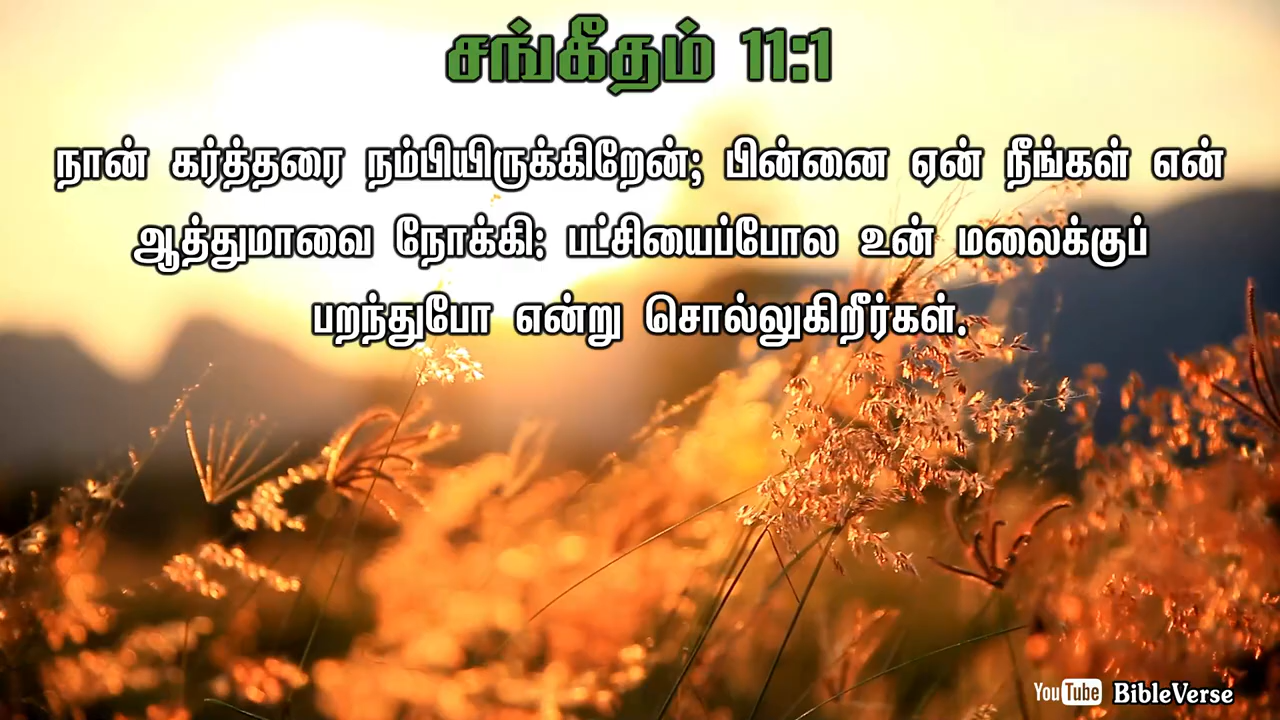 சங்கீதம் 11:1
நான் கர்த்தரை நம்பியிருக்கிறேன்; பின்னை ஏன் நீங்கள் என்
ஆத்துமாவை நோக்கி: பட்சியைப்போல உன் மலைக்குப்
பறந்துபோ என்று சொல்லுகிறீர்கள்.
YouTube BibleVerse